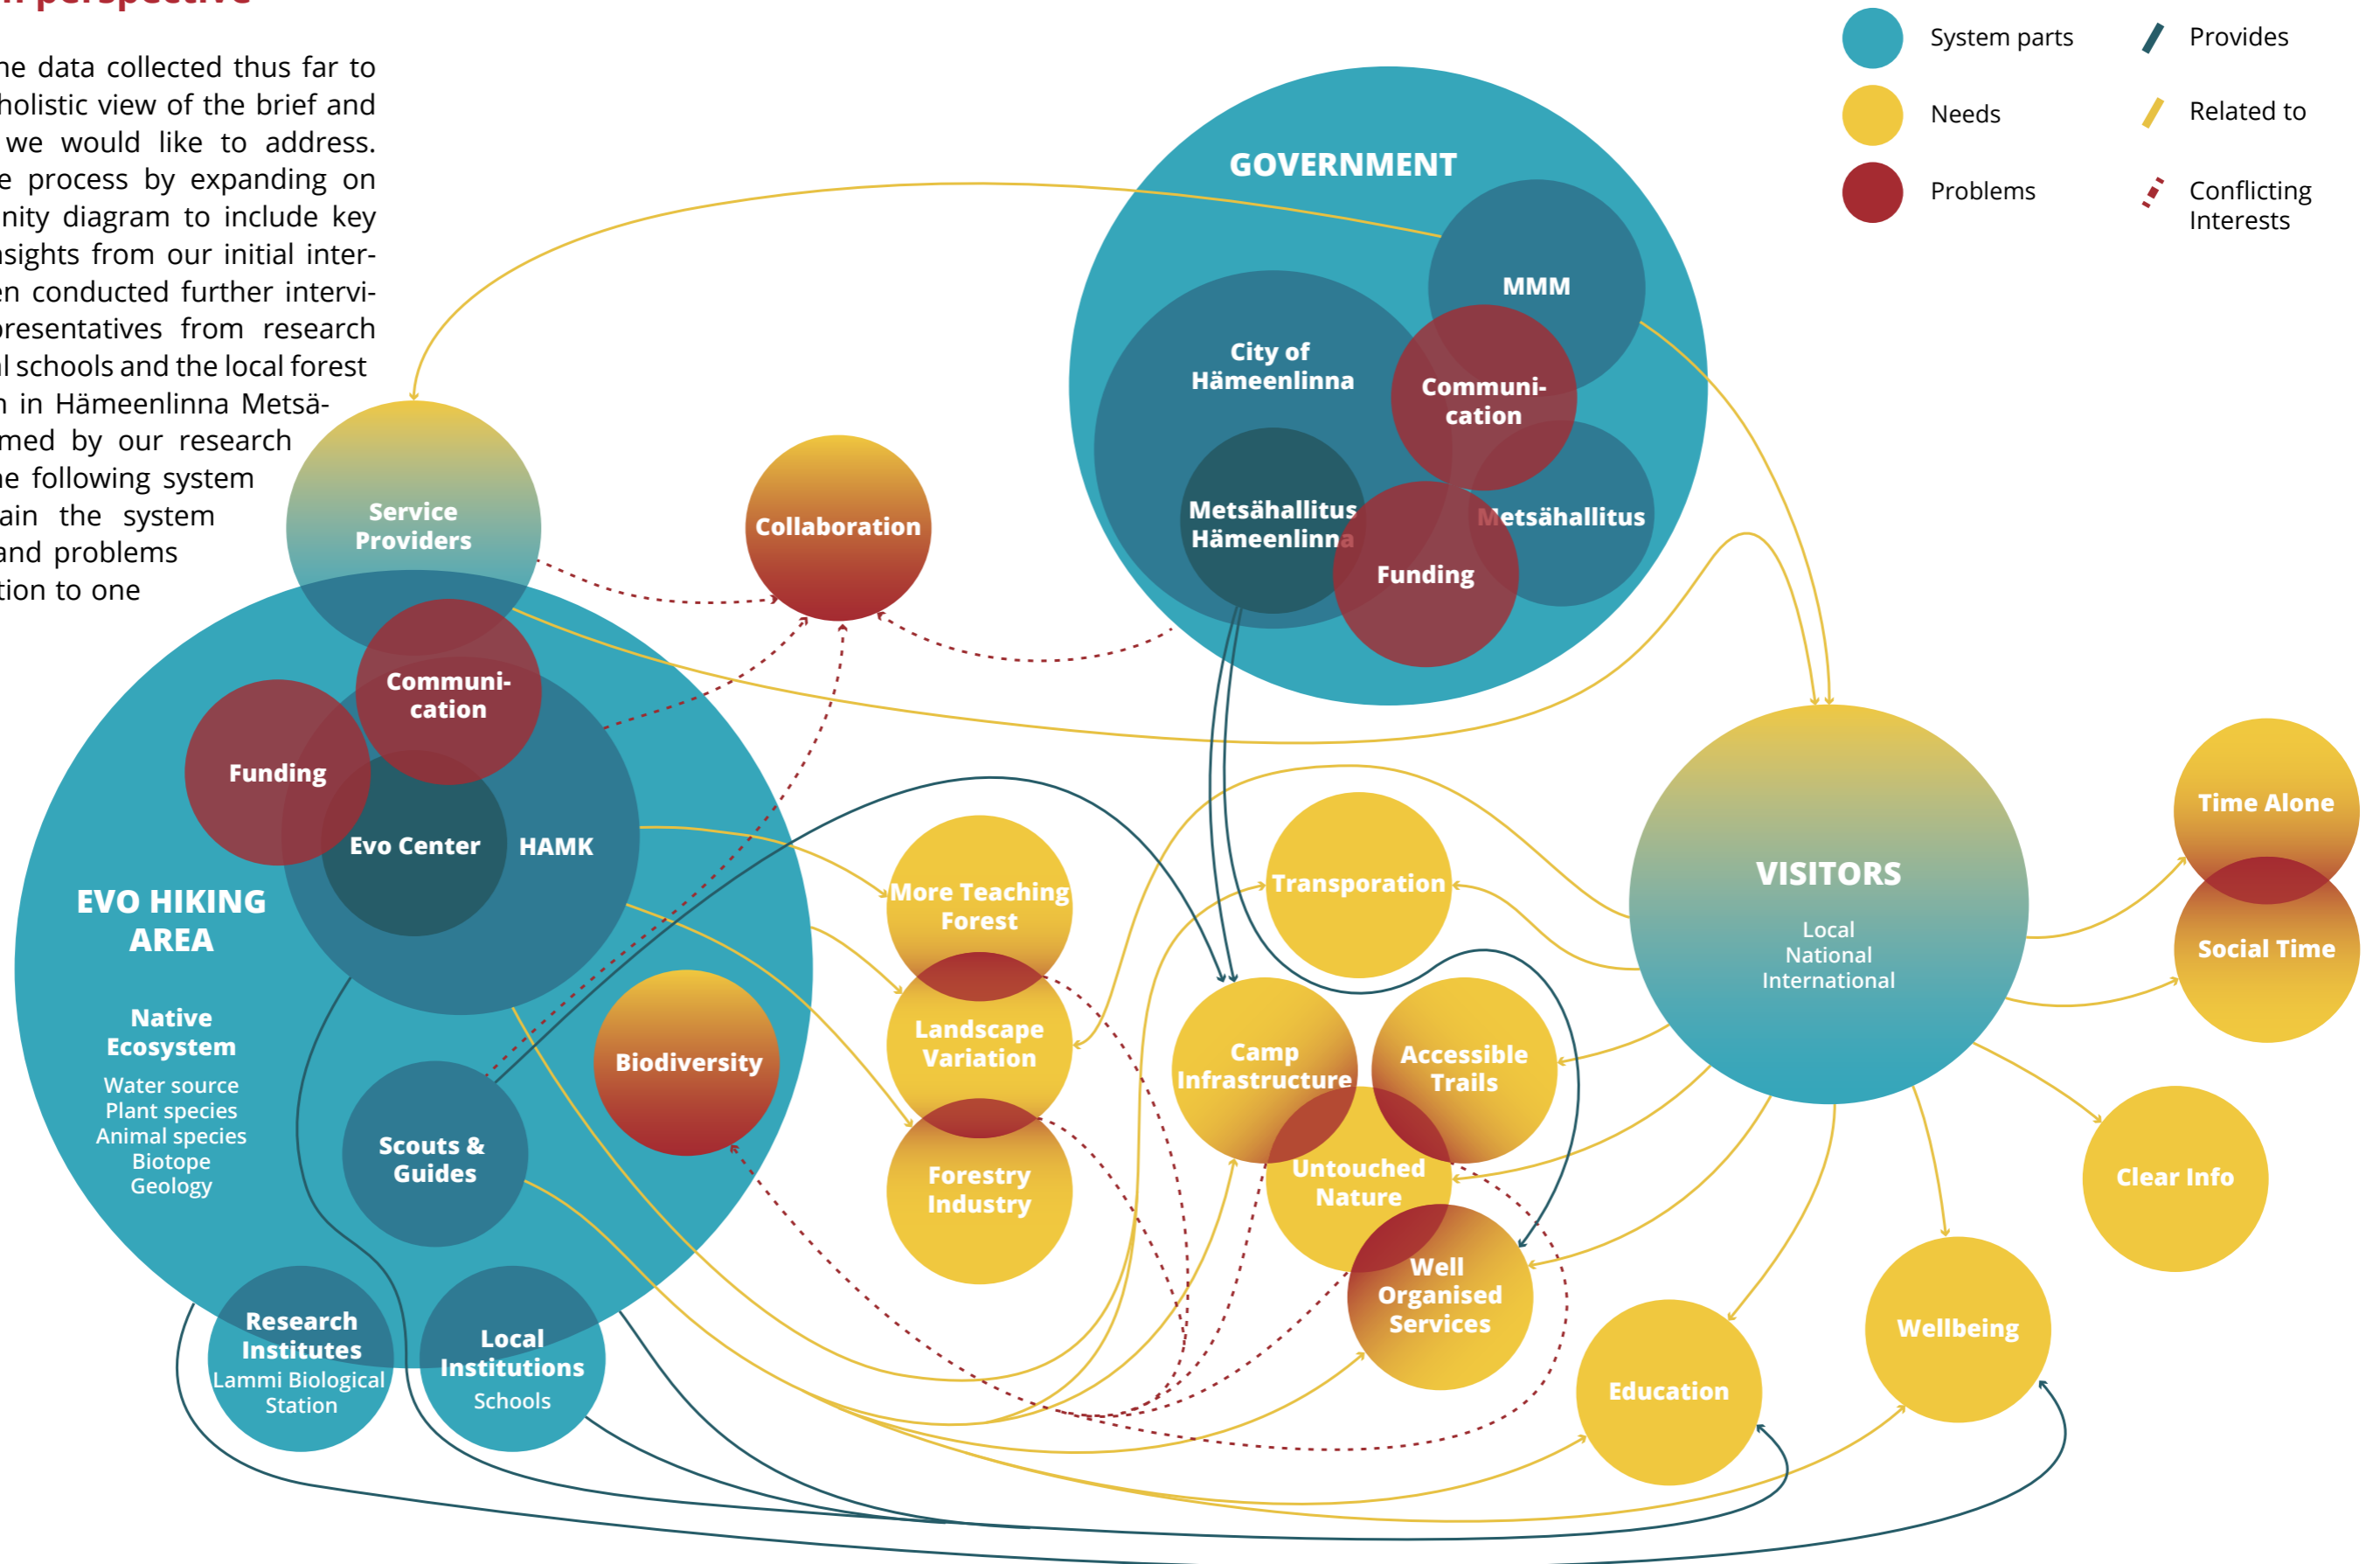 perspective
he data collected thus far to
holistic view of the brief and
we would like to address.
e process by expanding on
nity diagram to include key
nsights from our initial inter-
en conducted further intervi-
presentatives from research
l schools and the local forest
n in Hämeenlinna Metsä-
med by our research
he following system
ain the system
and problems
tion to one
System parts
Needs
Problems
Provides
Related to
Conflicting
Interests
GOVERNMENT
MMM
City of
Hämeenlinna
Communi-
cation
Metsähallitus
Hämeenlinna
Metsähallitus
Funding
Service
Providers
Collaboration
Communi-
cation
Funding
Evo Center
HAMK
EVO HIKING
AREA
Native
Ecosystem
Water source
Plant species
Animal species
Biotope
Geology
Scouts &
Guides
Biodiversity
Research
Institutes
Lammi Biological
Station
Local
Institutions
Schools
More Teaching
Forest
Landscape
Variation
Forestry
Industry
Transporation
Camp
Infrastructure
Accessible
Trails
Untouched
Nature
Well
Organised
Services
VISITORS
Local
National
International
Time Alone
Social Time
Clear Info
Wellbeing
Education